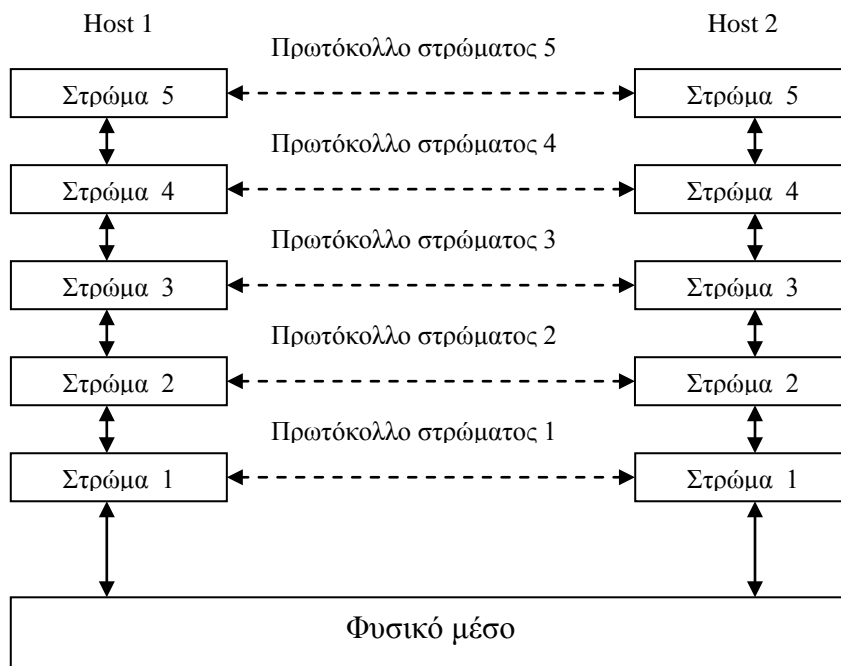 Host 1
Host 2
Πρωτόκολλο στρώματος 5
Στρώμα 5
Στρώμα 5
Πρωτόκολλο στρώματος 4
Στρώμα 4
Στρώμα 4
Πρωτόκολλο στρώματος 3
Στρώμα 3
Στρώμα 3
Πρωτόκολλο στρώματος 2
Στρώμα 2
Στρώμα 2
Πρωτόκολλο στρώματος 1
Στρώμα 1
Στρώμα 1
Φυσικό μέσο